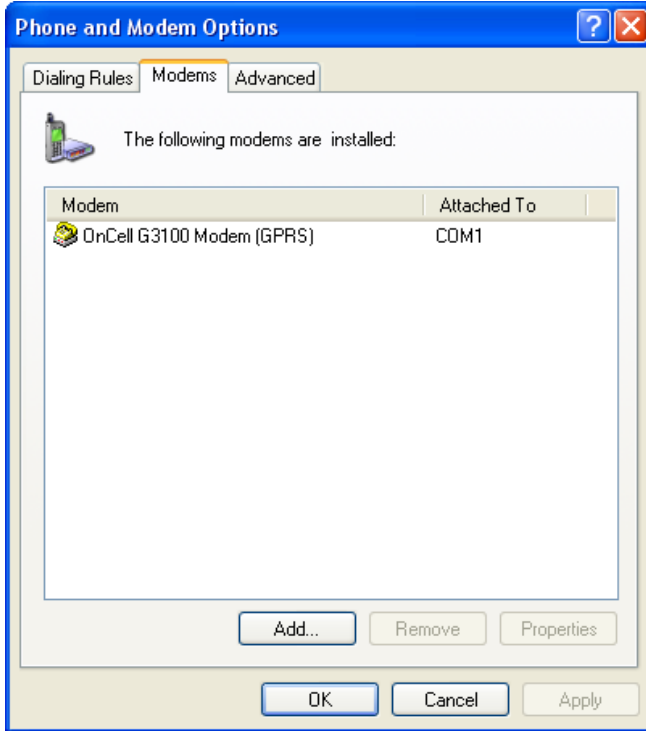 Phone and Modem Options
Dialing Rules Modems Advanced
The following modems are installed:
Modem Attached To
OnCell G3100 Modem (GPRS) COM1
Add... Remove Properties
OK Cancel Apply